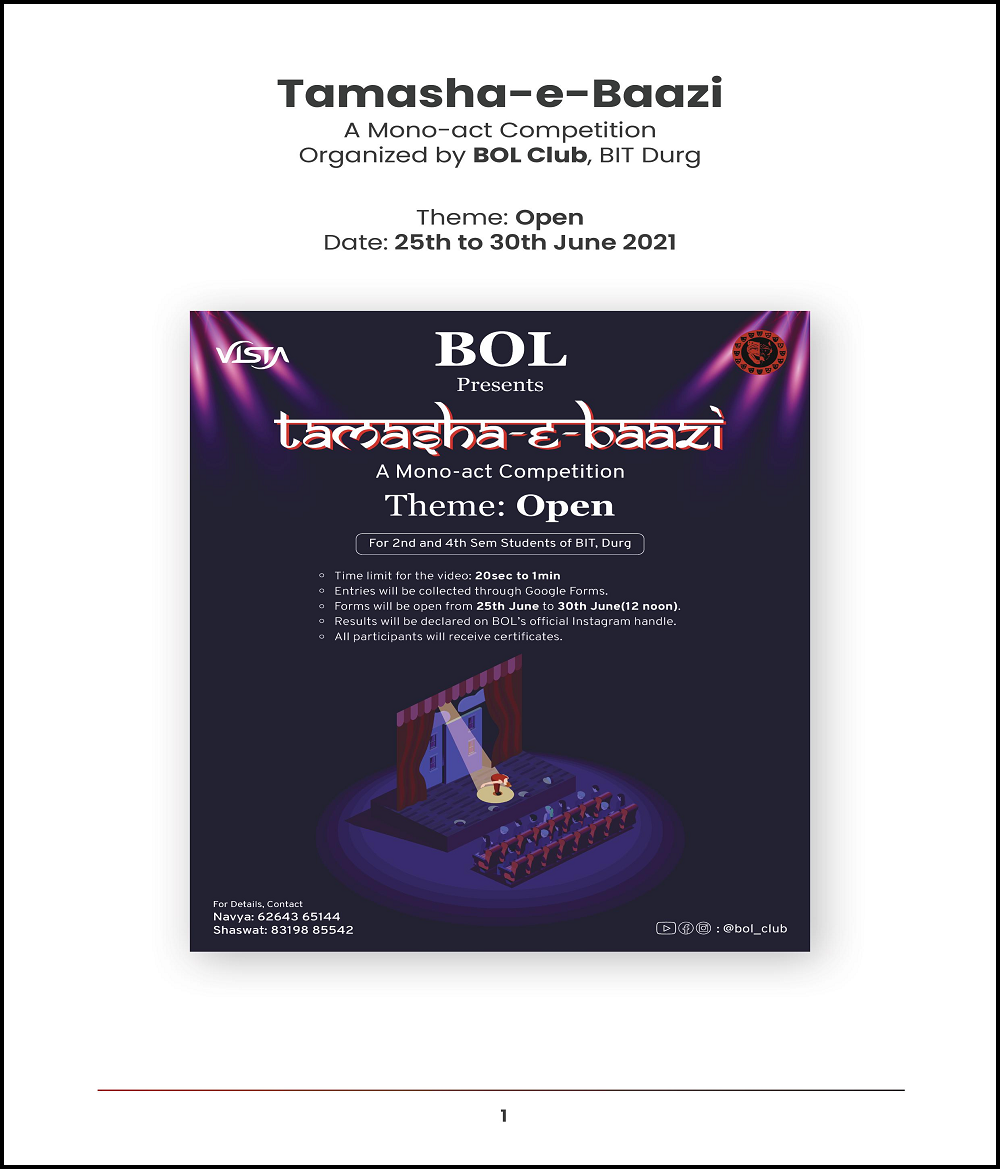 Tamasha-e-Baazi
A Mono-act Competition
Organized by BOL Club, BIT Durg
Theme: Open
Date: 25th to 30th June 2021
VISTA
BOL
Presents
tamasha-e-baazi
A Mono-act Competition
Theme: Open
For 2nd and 4th Sem Students of BIT, Durg
Time limit for the video: 20sec to 1min
Entries will be collected through Google Forms.
Forms will be open from 25th June to 30th June(12 noon).
Results will be declared on BOL's official Instagram handle.
All participants will receive certificates.
For Details, Contact
Navya: 62643 65144
Shaswat: 83198 85542
: @bol_club
1